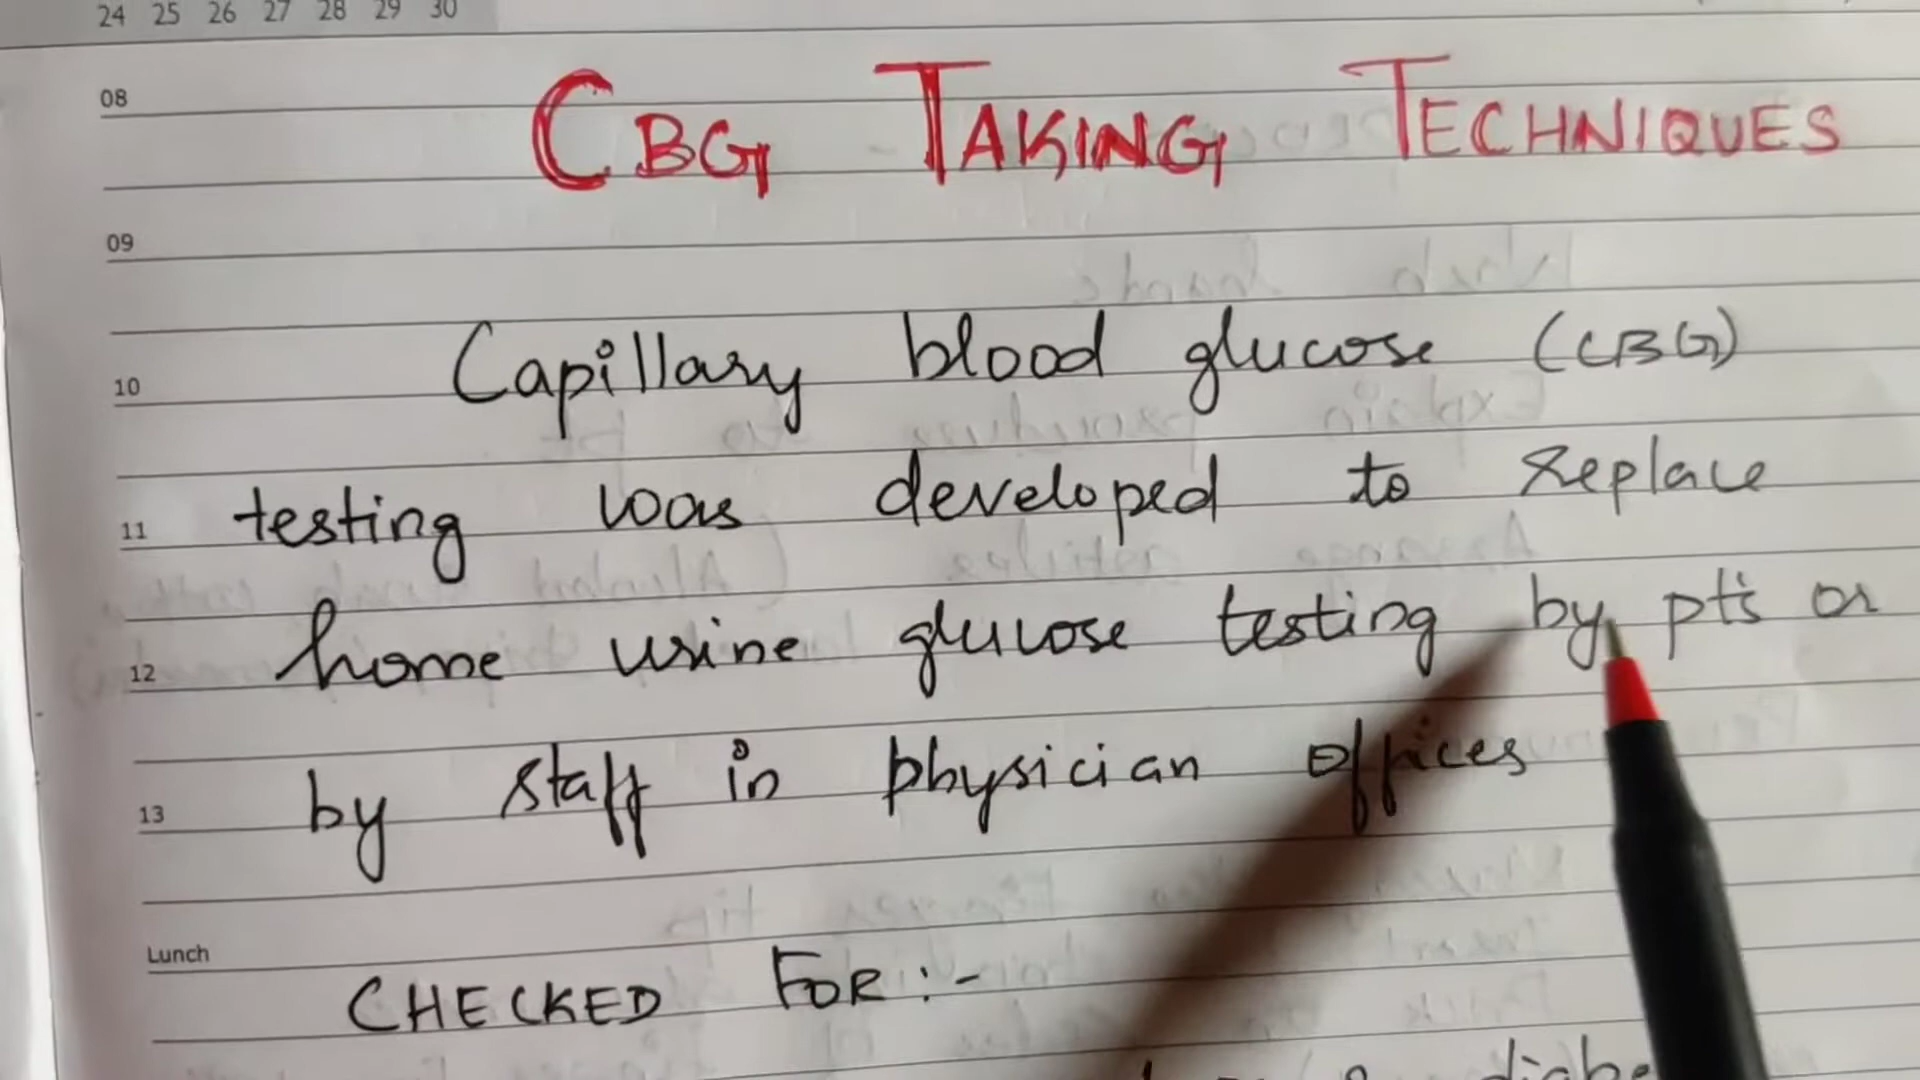 24 25 26 27 28 29 30
08
CBG TAKING TECHNIQUES
09
Capillary blood glucose (CBG)
10
11 testing was developed to replace
12 home urine glucose testing by pt's or
13 by staff in physician offices
Lunch
CHECKED FOR:-